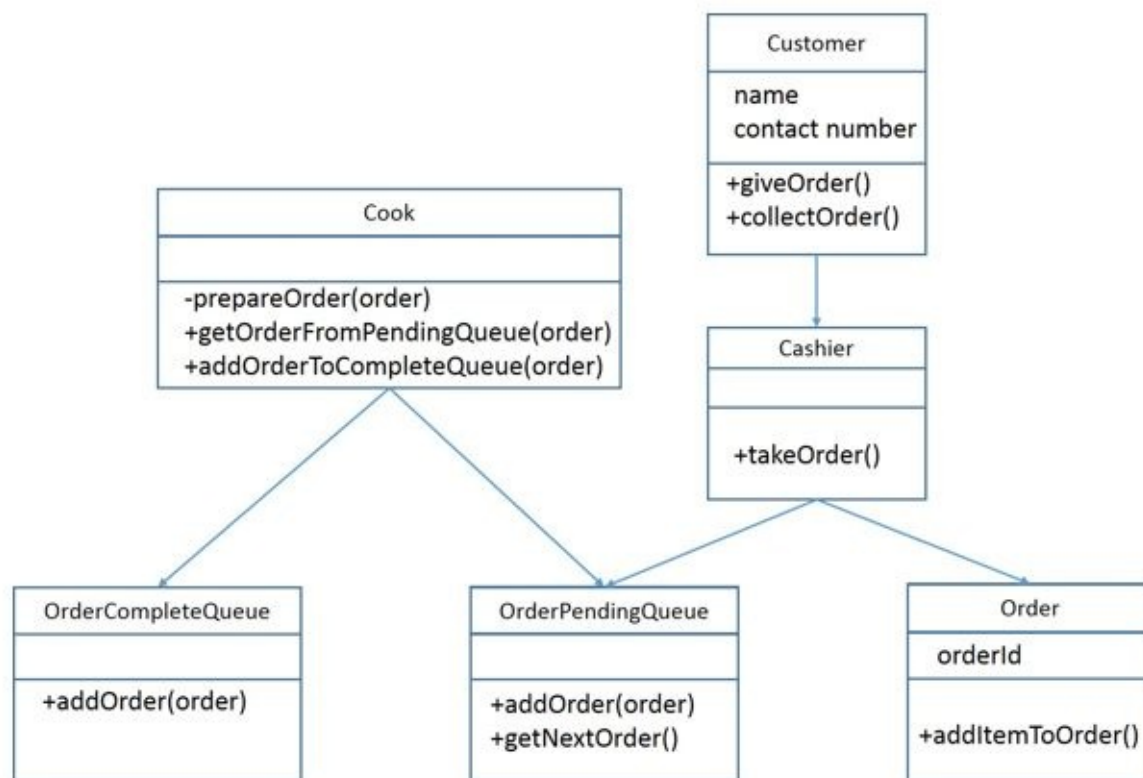 Customer
name
contact number
+giveOrder()
+collectOrder()
Cook
-prepareOrder(order)
+getOrderFromPendingQueue(order)
+addOrderToCompleteQueue(order)
Cashier
+takeOrder()
OrderCompleteQueue
+addOrder(order)
OrderPendingQueue
+addOrder(order)
+getNextOrder()
Order
orderId
+addItemToOrder()